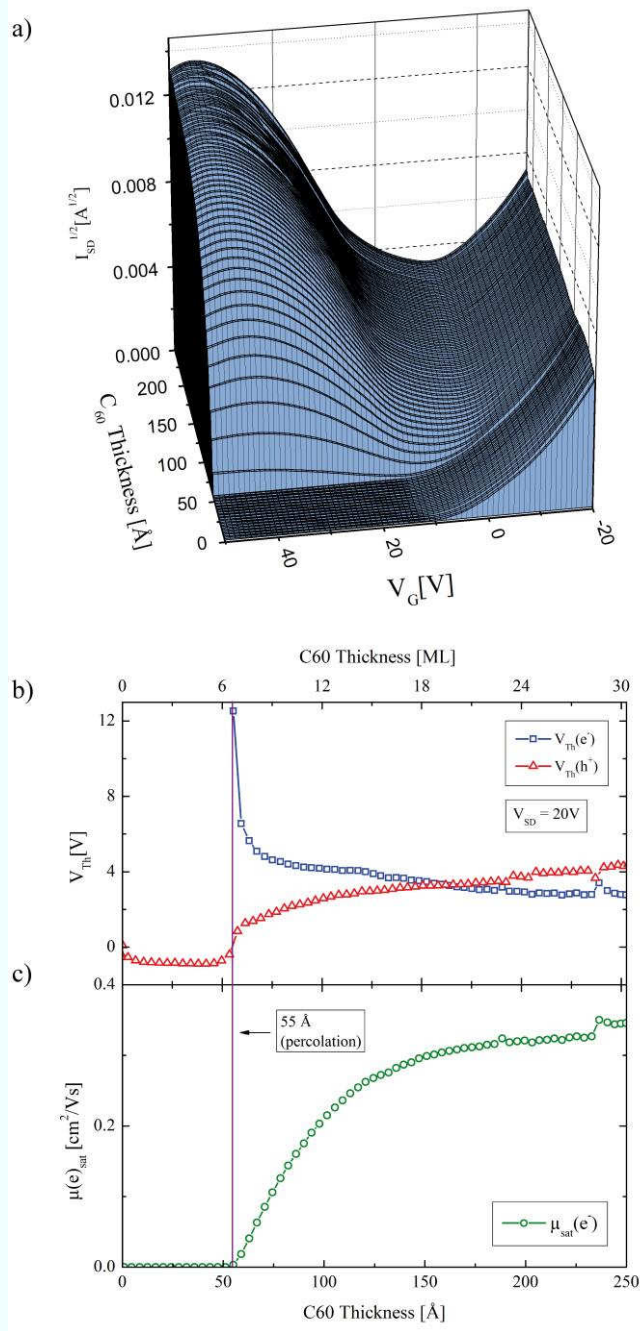 a)
0.012
0.008
0.004
0.000
I_SD^1/2 [A^1/2]
200
150
100
50
0
C_60 Thickness [Å]
40
20
0
-20
V_G[V]
C60 Thickness [ML]
b)
0 6 12 18 24 30
12
8
4
0
V_Th[V]
V_Th(e⁻)
V_Th(h⁺)
V_SD = 20V
c)
0.4
0.2
0.0
μ(e)_sat [cm²/Vs]
55 Å
(percolation)
μ_sat(e⁻)
0 50 100 150 200 250
C60 Thickness [Å]